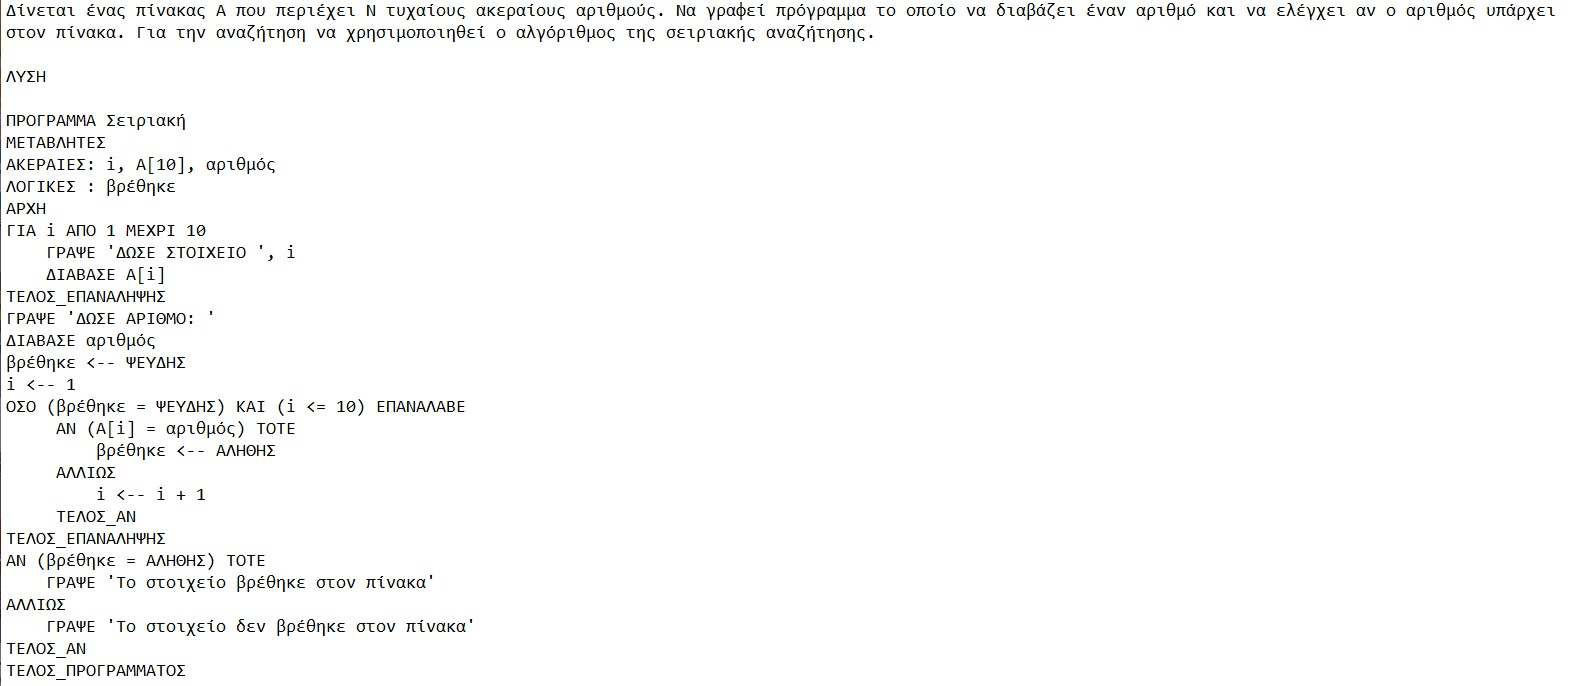 Δίνεται ένας πίνακας Α που περιέχει Ν τυχαίους ακεραίους αριθμούς. Να γραφεί πρόγραμμα το οποίο να διαβάζει έναν αριθμό και να ελέγχει αν ο αριθμός υπάρχει
στον πίνακα. Για την αναζήτηση να χρησιμοποιηθεί ο αλγόριθμος της σειριακής αναζήτησης.
ΛΥΣΗ
ΠΡΟΓΡΑΜΜΑ Σειριακή
ΜΕΤΑΒΛΗΤΕΣ
ΑΚΕΡΑΙΕΣ: i, Α[10], αριθμός
ΛΟΓΙΚΕΣ : βρέθηκε
ΑΡΧΗ
ΓΙΑ i ΑΠΟ 1 ΜΕΧΡΙ 10
    ΓΡΑΨΕ 'ΔΩΣΕ ΣΤΟΙΧΕΙΟ ', i
    ΔΙΑΒΑΣΕ Α[i]
ΤΕΛΟΣ_ΕΠΑΝΑΛΗΨΗΣ
ΓΡΑΨΕ 'ΔΩΣΕ ΑΡΙΘΜΟ: '
ΔΙΑΒΑΣΕ αριθμός
βρέθηκε <-- ΨΕΥΔΗΣ
i <-- 1
ΟΣΟ (βρέθηκε = ΨΕΥΔΗΣ) ΚΑΙ (i <= 10) ΕΠΑΝΑΛΑΒΕ
     ΑΝ (Α[i] = αριθμός) ΤΟΤΕ
         βρέθηκε <-- ΑΛΗΘΗΣ
     ΑΛΛΙΩΣ
         i <-- i + 1
     ΤΕΛΟΣ_ΑΝ
ΤΕΛΟΣ_ΕΠΑΝΑΛΗΨΗΣ
ΑΝ (βρέθηκε = ΑΛΗΘΗΣ) ΤΟΤΕ
    ΓΡΑΨΕ 'Το στοιχείο βρέθηκε στον πίνακα'
ΑΛΛΙΩΣ
    ΓΡΑΨΕ 'Το στοιχείο δεν βρέθηκε στον πίνακα'
ΤΕΛΟΣ_ΑΝ
ΤΕΛΟΣ_ΠΡΟΓΡΑΜΜΑΤΟΣ